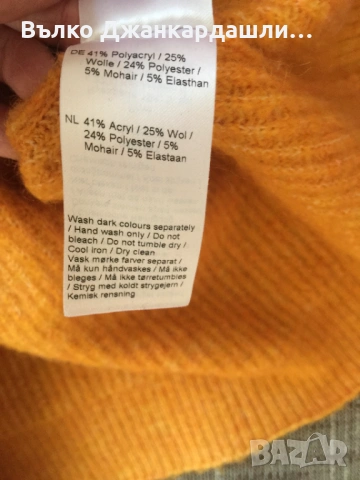 Вълко Джанкардашли...
DE 41% Polyacryl / 25%
Wolle / 24% Polyester /
5% Mohair / 5% Elasthan
NL 41% Acryl / 25% Wol /
24% Polyester / 5%
Mohair / 5% Elastaan
Wash dark colours separately
/ Hand wash only / Do not
bleach / Do not tumble dry /
Cool iron / Dry clean
Vask mørke farver separat /
Må kun håndvaskes / Må ikke
bleges / Må ikke tørretumbles
/ Stryg med koldt strygejern /
Kemisk rensning
BAZAR